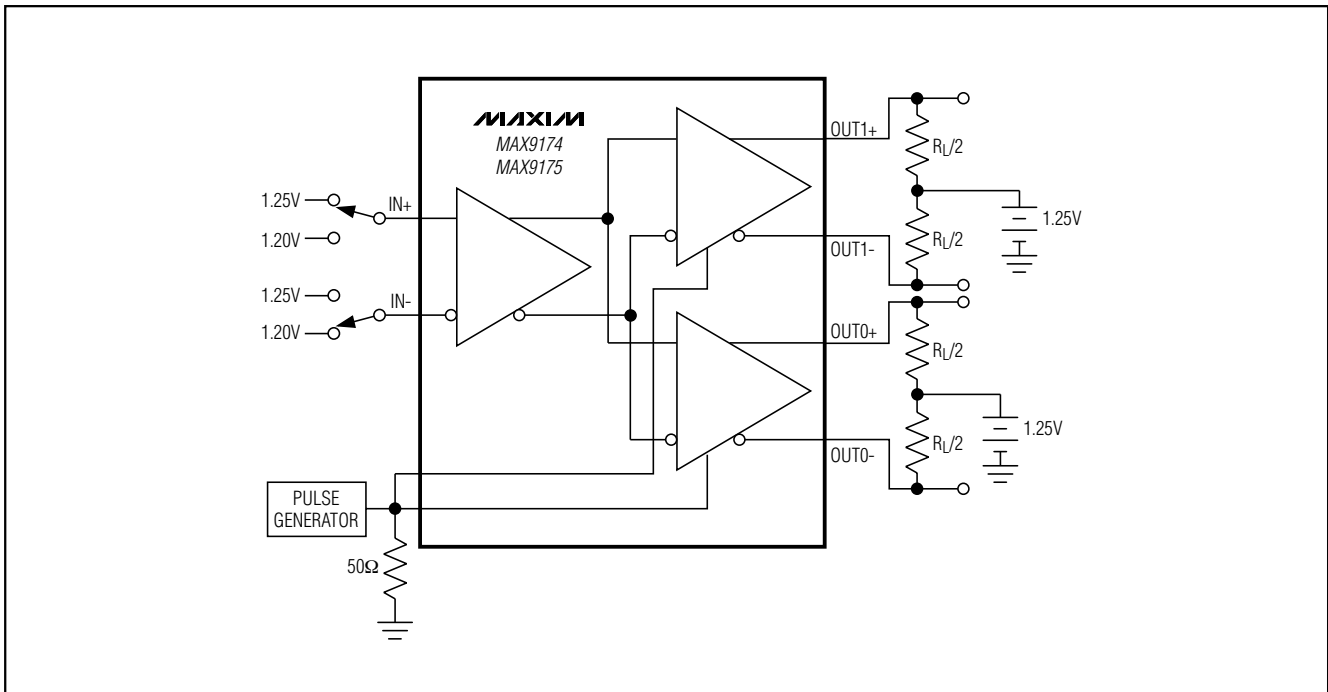 MAXIM
MAX9174
MAX9175
1.25V
IN+
1.20V
1.25V
IN-
1.20V
OUT1+
RL/2
RL/2
1.25V
OUT1-
OUT0+
RL/2
RL/2
1.25V
OUT0-
PULSE
GENERATOR
50Ω